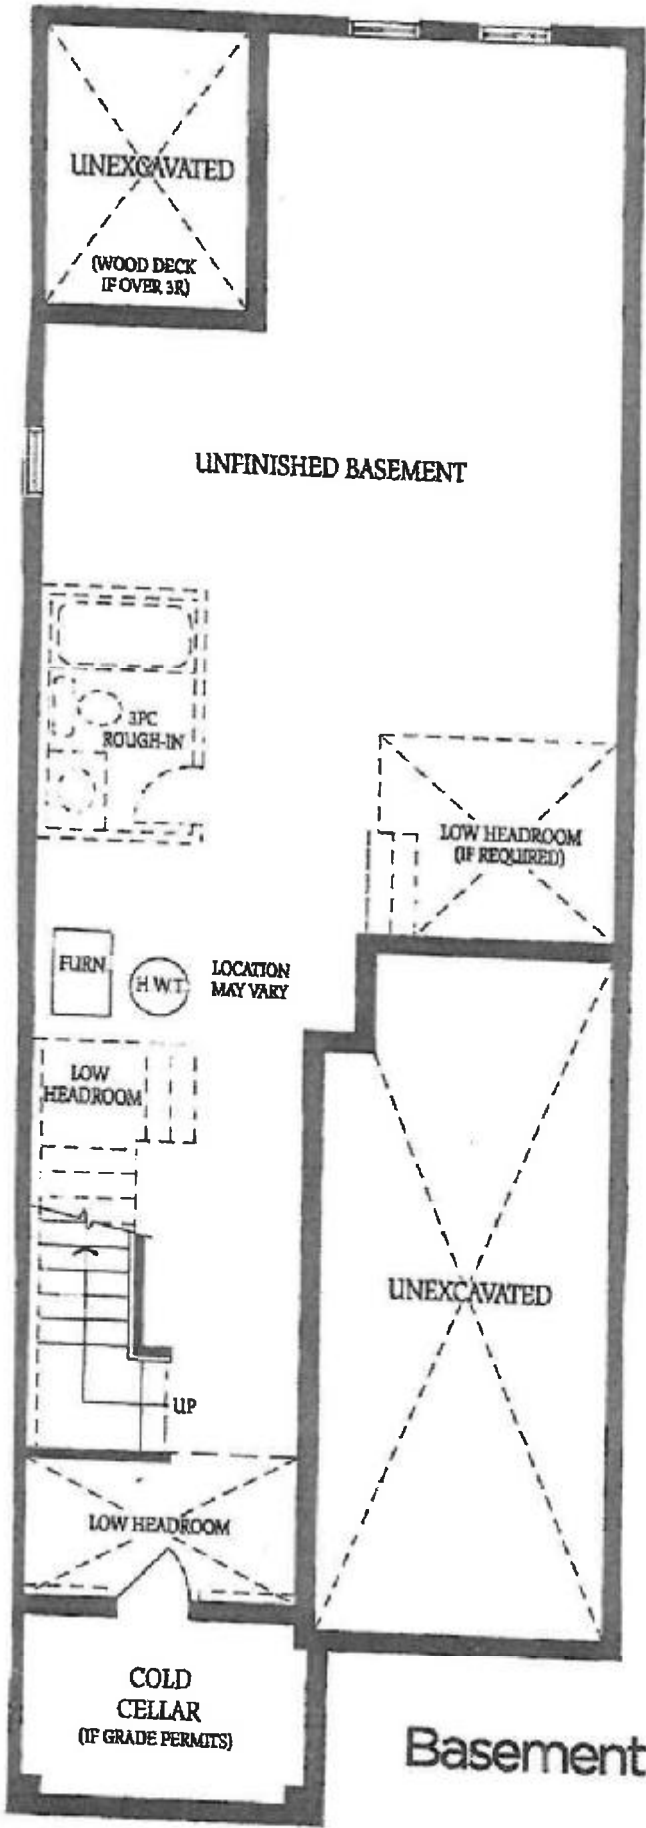 UNEXCAVATED
(WOOD DECK
IF OVER 3R)
UNFINISHED BASEMENT
3PC
ROUGH-IN
LOW HEADROOM
(IF REQUIRED)
FURN
H.W.T
LOCATION
MAY VARY
LOW
HEADROOM
UNEXCAVATED
UP
LOW HEADROOM
COLD
CELLAR
(IF GRADE PERMITS)
Basement